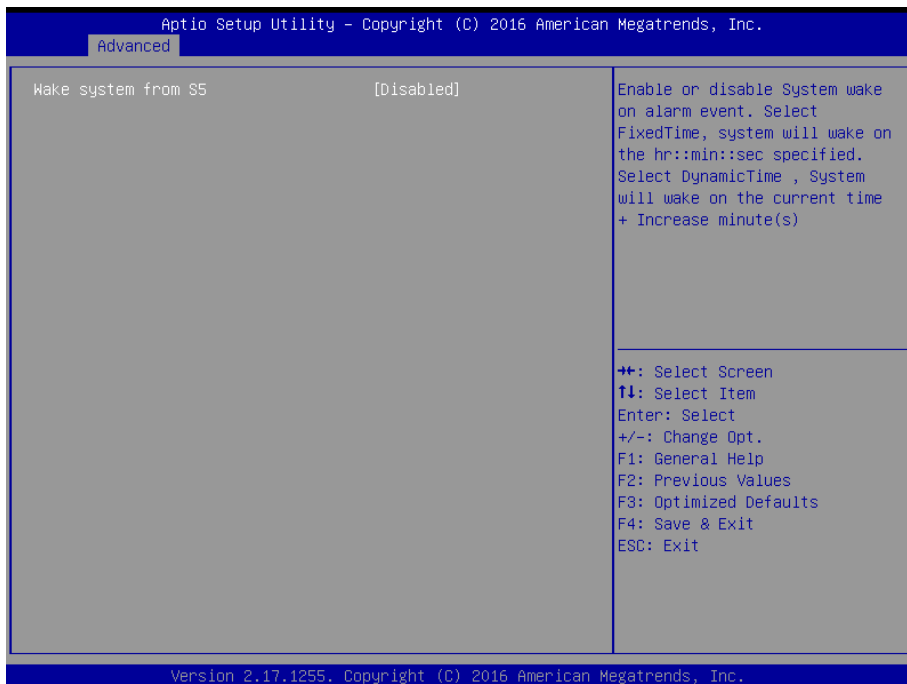 Aptio Setup Utility – Copyright (C) 2016 American Megatrends, Inc.
Advanced
Wake system from S5 [Disabled]
Enable or disable System wake
on alarm event. Select
FixedTime, system will wake on
the hr::min::sec specified.
Select DynamicTime , System
will wake on the current time
+ Increase minute(s)
→←: Select Screen
↑↓: Select Item
Enter: Select
+/-: Change Opt.
F1: General Help
F2: Previous Values
F3: Optimized Defaults
F4: Save & Exit
ESC: Exit
Version 2.17.1255. Copyright (C) 2016 American Megatrends, Inc.